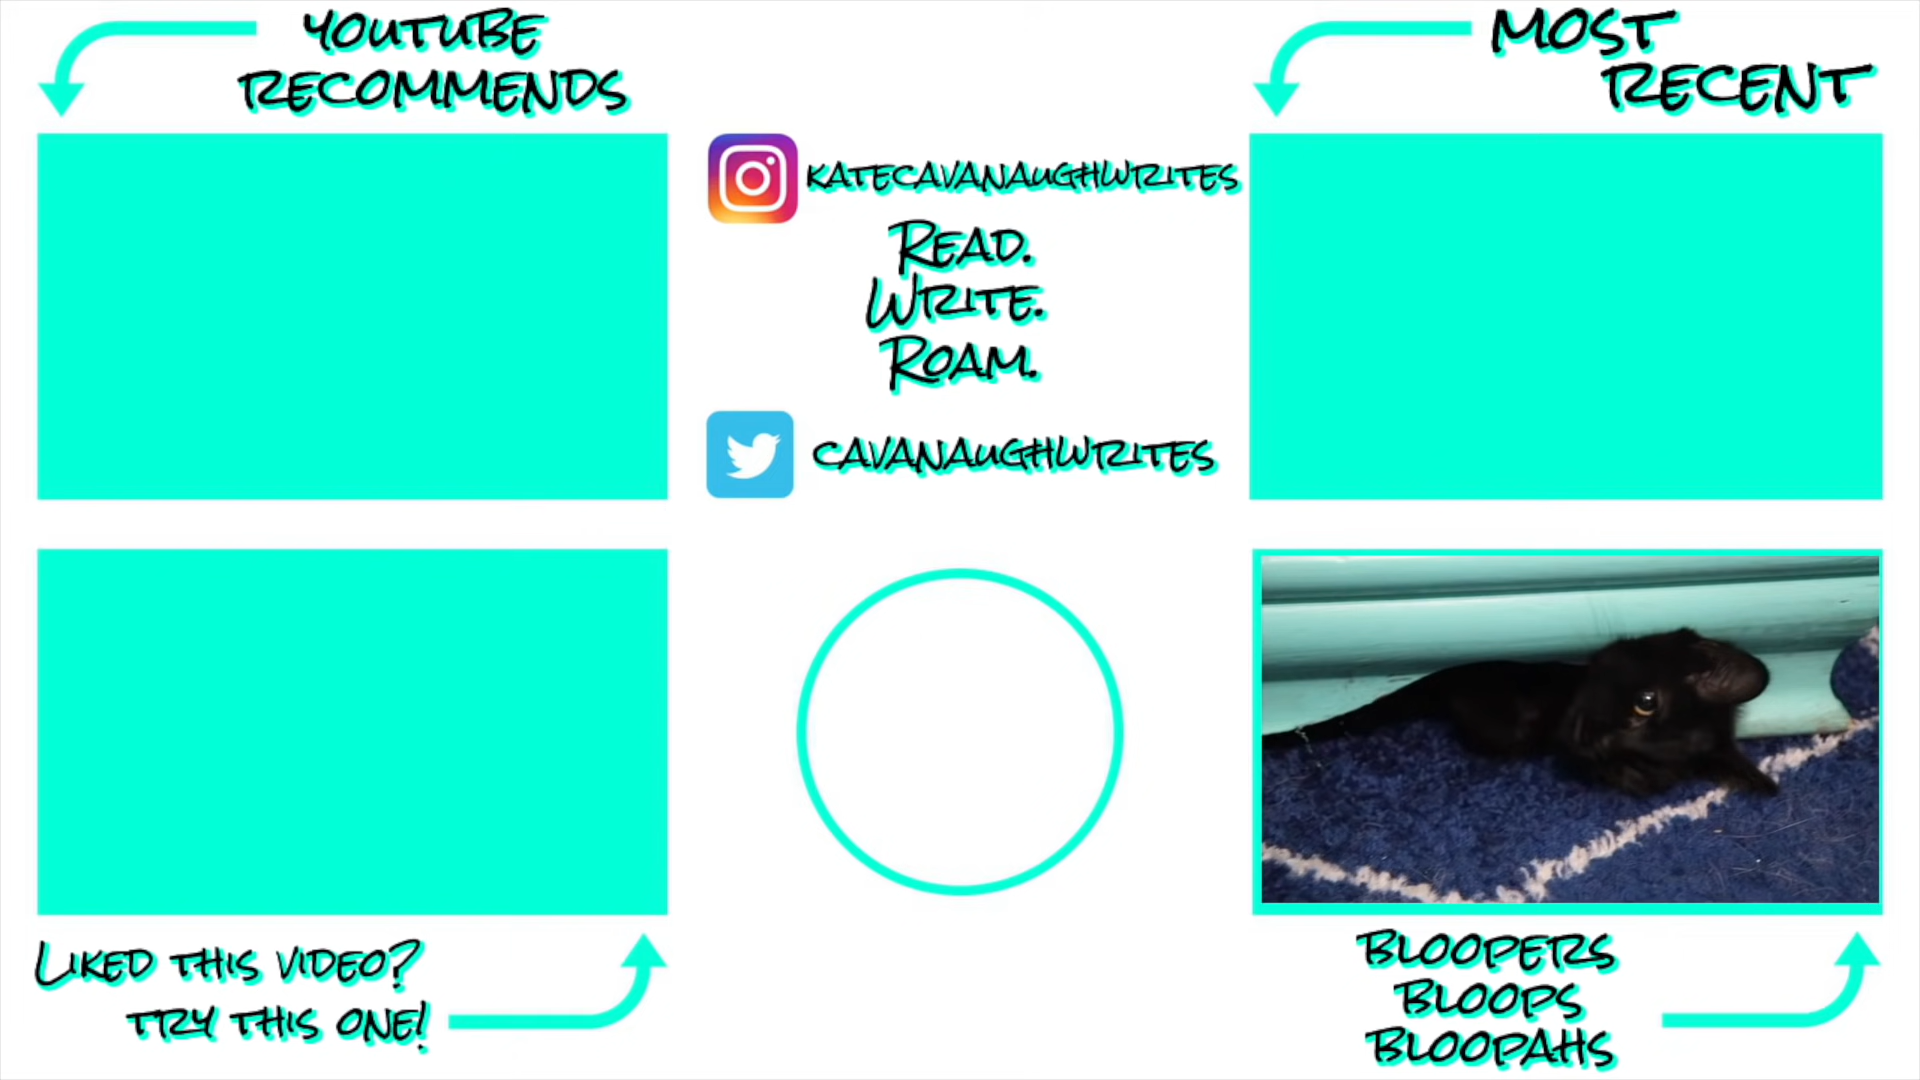 YOUTUBE
RECOMMENDS
MOST
RECENT
KATECAVANAUGHWRITES
READ.
WRITE.
ROAM.
CAVANAUGHWRITES
LIKED THIS VIDEO?
TRY THIS ONE!
BLOOPERS
BLOOPS
BLOOPAHS